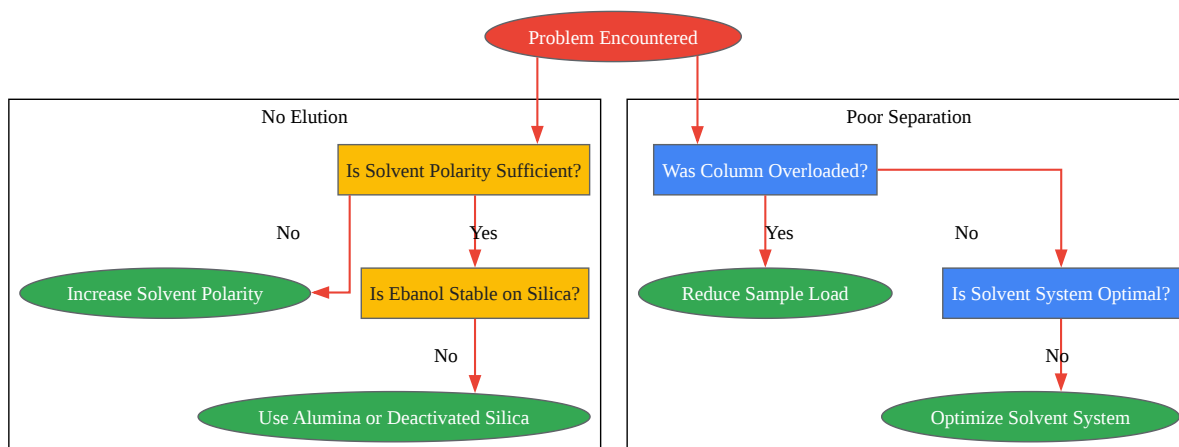 Problem Encountered
No Elution
Is Solvent Polarity Sufficient?
No
Yes
Increase Solvent Polarity
Is Ebanol Stable on Silica?
No
Use Alumina or Deactivated Silica
Poor Separation
Was Column Overloaded?
Yes
No
Reduce Sample Load
Is Solvent System Optimal?
No
Optimize Solvent System